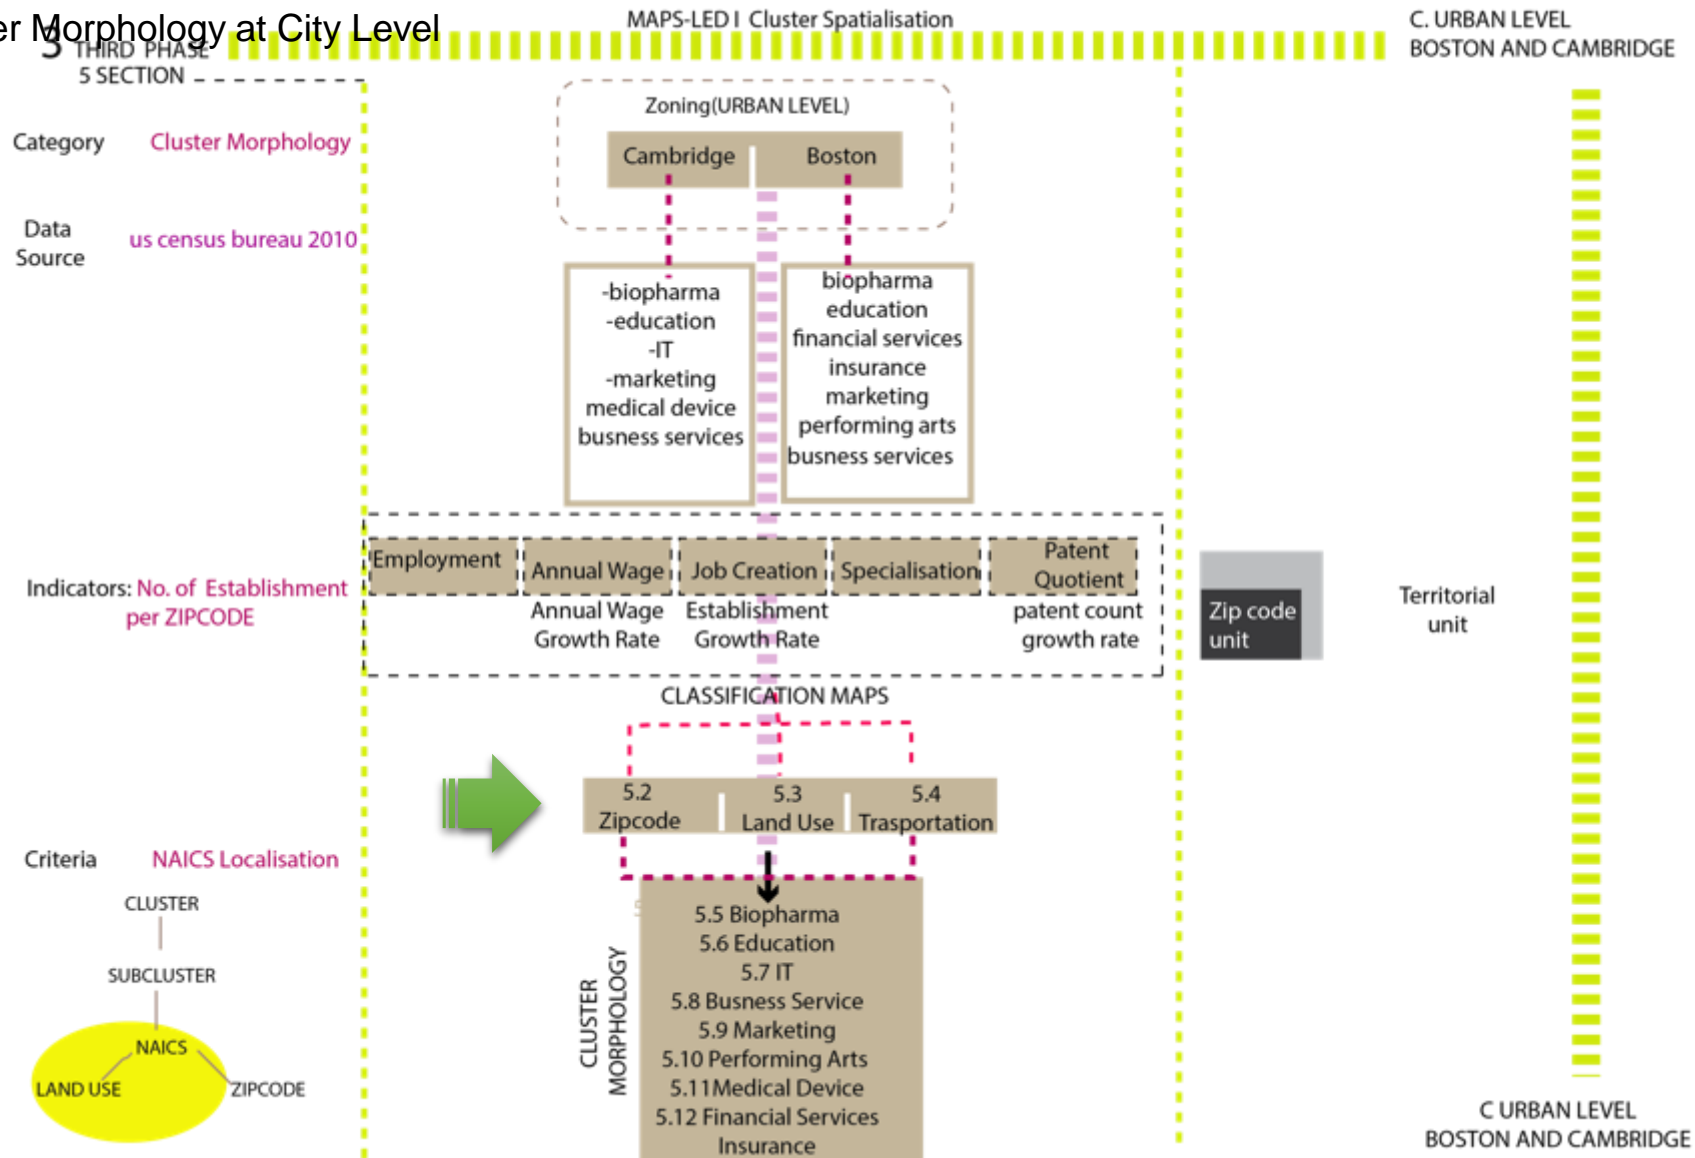 er Morphology at City Level
MAPS-LED I Cluster Spatialisation
C. URBAN LEVEL
BOSTON AND CAMBRIDGE
3 THIRD PHASE
5 SECTION
Zoning(URBAN LEVEL)
Category Cluster Morphology
Cambridge Boston
Data
Source
us census bureau 2010
-biopharma
-education
-IT
-marketing
medical device
busness services
biopharma
education
financial services
insurance
marketing
performing arts
busness services
Indicators: No. of Establishment
per ZIPCODE
Employment
Annual Wage
Job Creation
Specialisation
Patent
Quotient
Annual Wage
Growth Rate
Establishment
Growth Rate
patent count
growth rate
Zip code
unit
Territorial
unit
CLASSIFICATION MAPS
5.2
Zipcode
5.3
Land Use
5.4
Trasportation
Criteria NAICS Localisation
CLUSTER
SUBCLUSTER
NAICS
LAND USE
ZIPCODE
CLUSTER
MORPHOLOGY
5.5 Biopharma
5.6 Education
5.7 IT
5.8 Busness Service
5.9 Marketing
5.10 Performing Arts
5.11Medical Device
5.12 Financial Services
Insurance
C URBAN LEVEL
BOSTON AND CAMBRIDGE